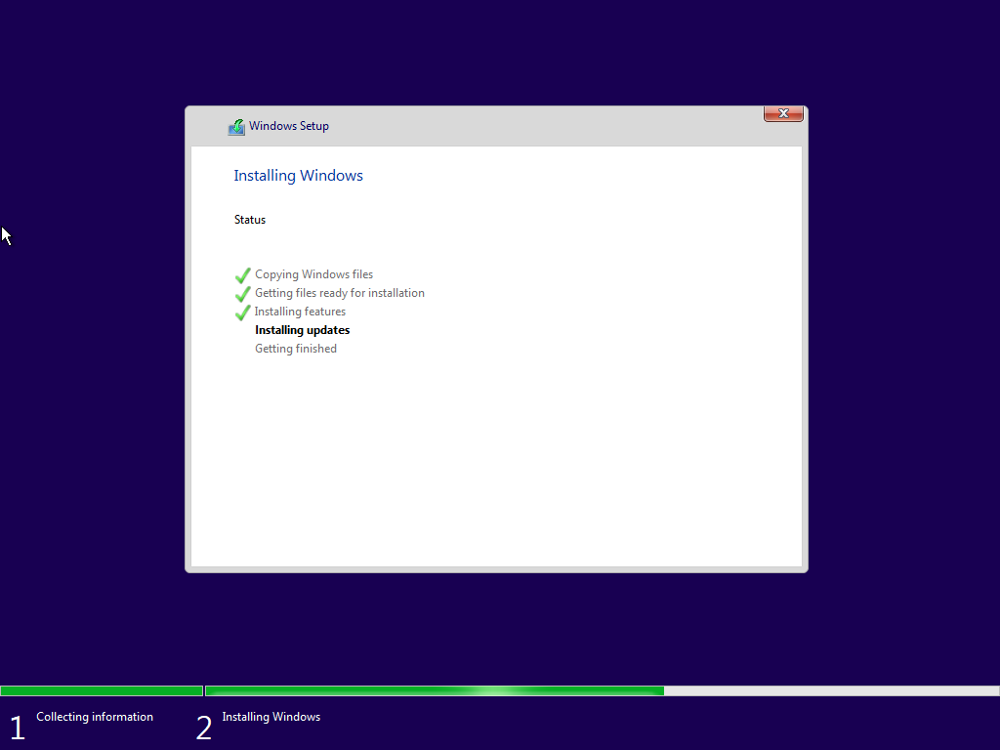 Windows Setup
Installing Windows
Status
Copying Windows files
Getting files ready for installation
Installing features
Installing updates
Getting finished
1 Collecting information
2 Installing Windows